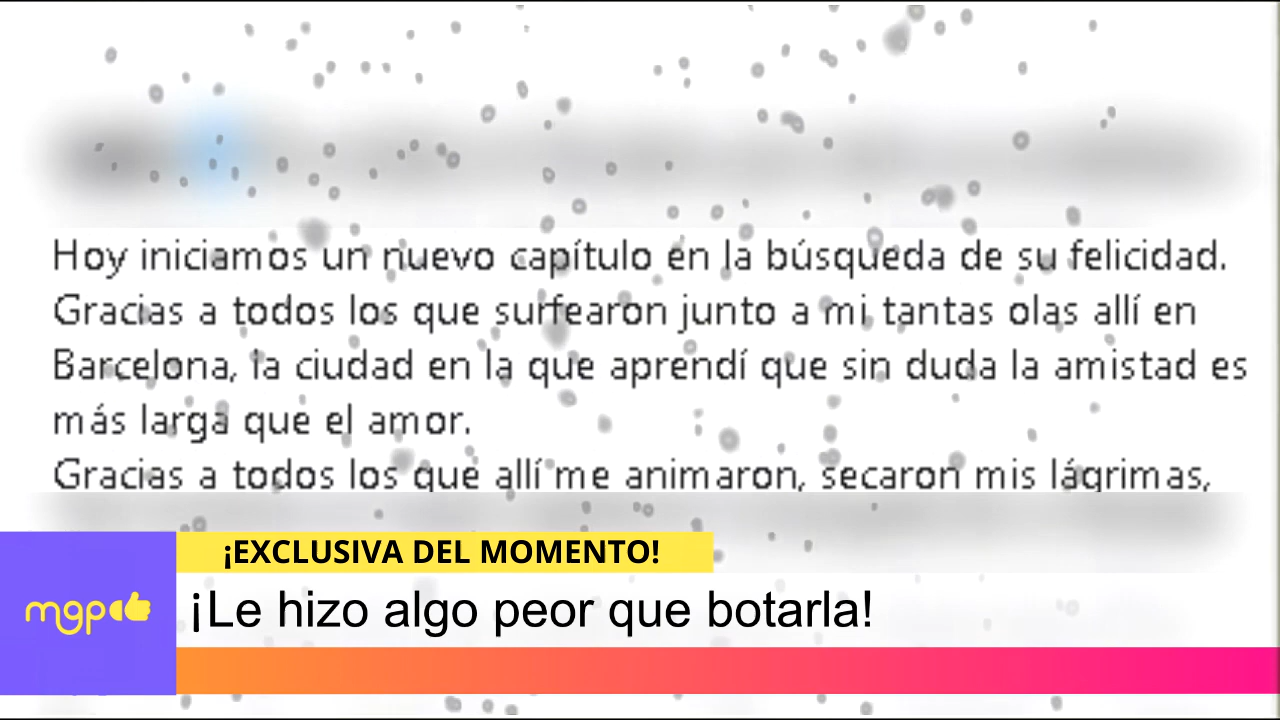 Hoy iniciamos un nuevo capítulo en la búsqueda de su felicidad.
Gracias a todos los que surfearon junto a mi tantas olas allí en
Barcelona, la ciudad en la que aprendí que sin duda la amistad es
más larga que el amor.
Gracias a todos los que allí me animaron, secaron mis lágrimas,
¡EXCLUSIVA DEL MOMENTO!
mgp
¡Le hizo algo peor que botarla!